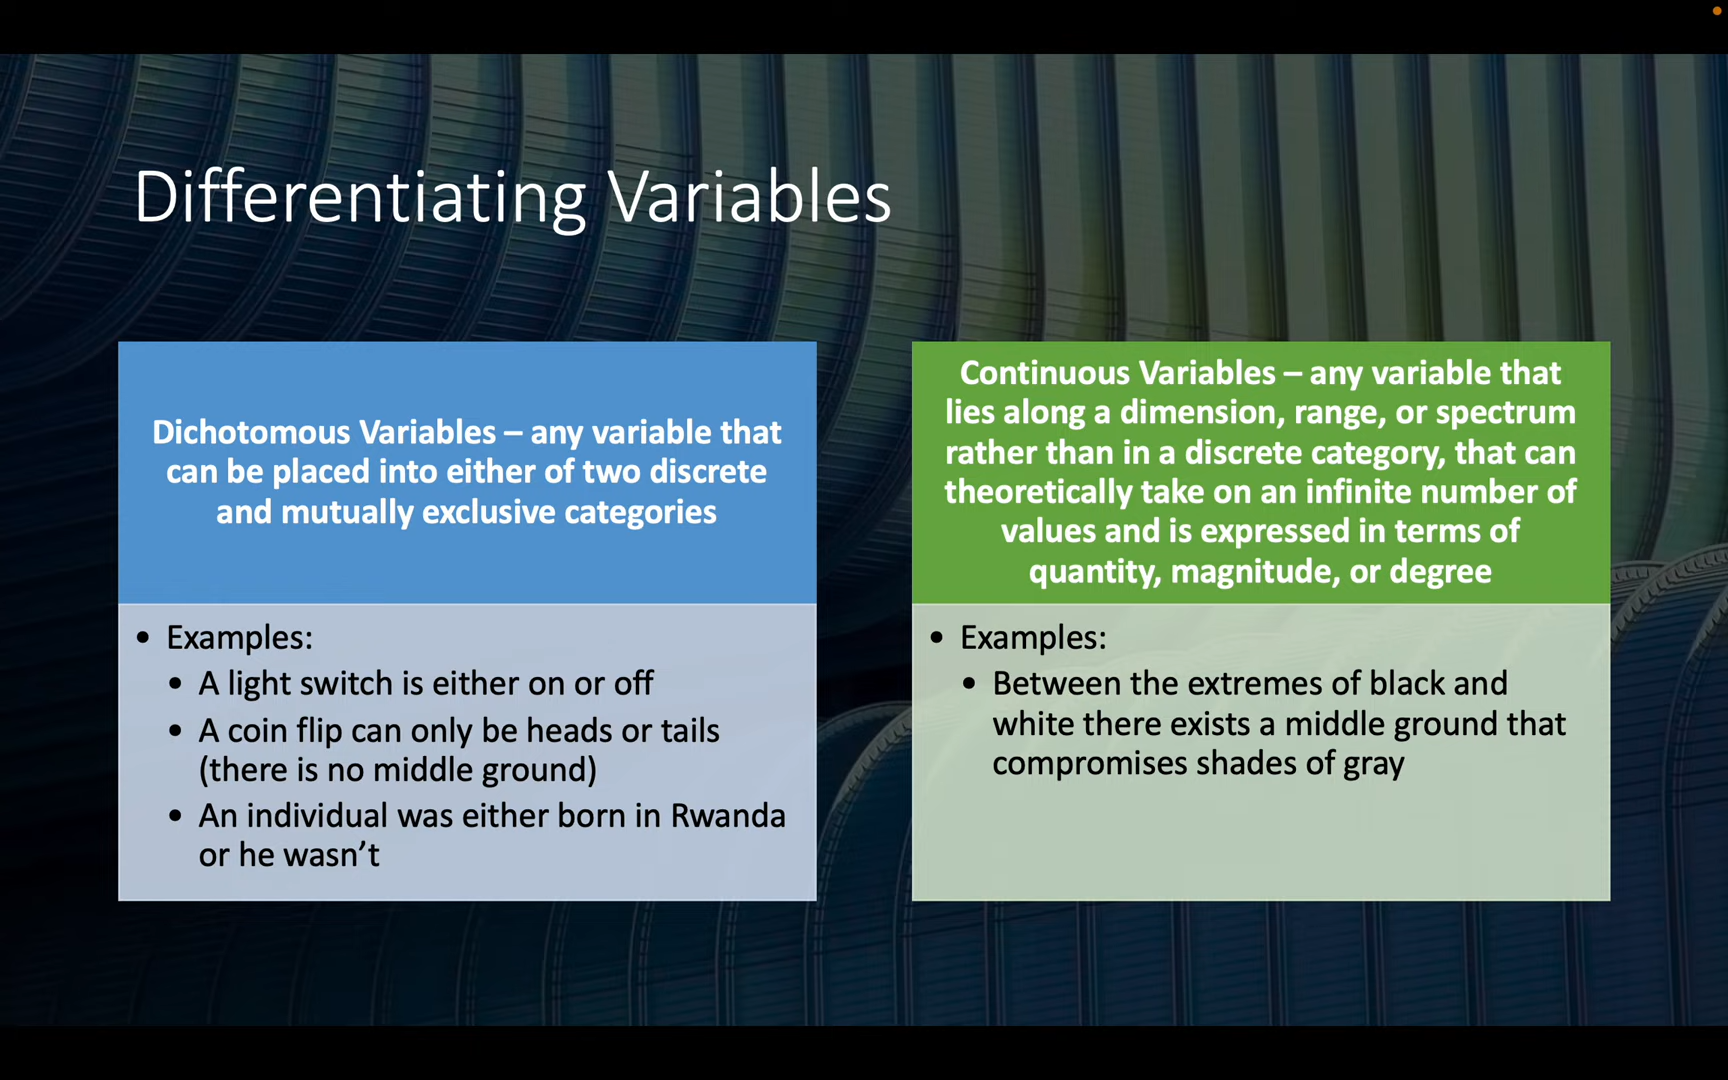 Differentiating Variables
Dichotomous Variables – any variable that
can be placed into either of two discrete
and mutually exclusive categories
• Examples:
• A light switch is either on or off
• A coin flip can only be heads or tails
(there is no middle ground)
• An individual was either born in Rwanda
or he wasn’t
Continuous Variables – any variable that
lies along a dimension, range, or spectrum
rather than in a discrete category, that can
theoretically take on an infinite number of
values and is expressed in terms of
quantity, magnitude, or degree
• Examples:
• Between the extremes of black and
white there exists a middle ground that
compromises shades of gray